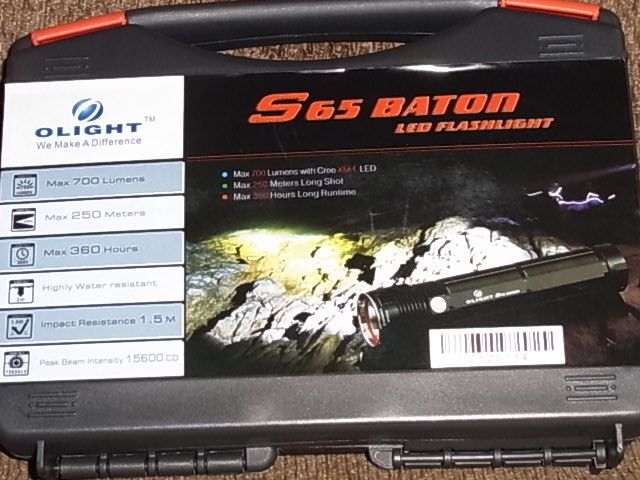 OLIGHT™
We Make A Difference
Max 700 Lumens
Max 250 Meters
Max 360 Hours
Highly Water resistant
Impact Resistance 1.5 M
Peak Beam Intensity 15600 CD
S65 BATON
LED FLASHLIGHT
Max 700 Lumens with Cree XM-L LED
Max 250 Meters Long Shot
Max 360 Hours Long Runtime
OLIGHT